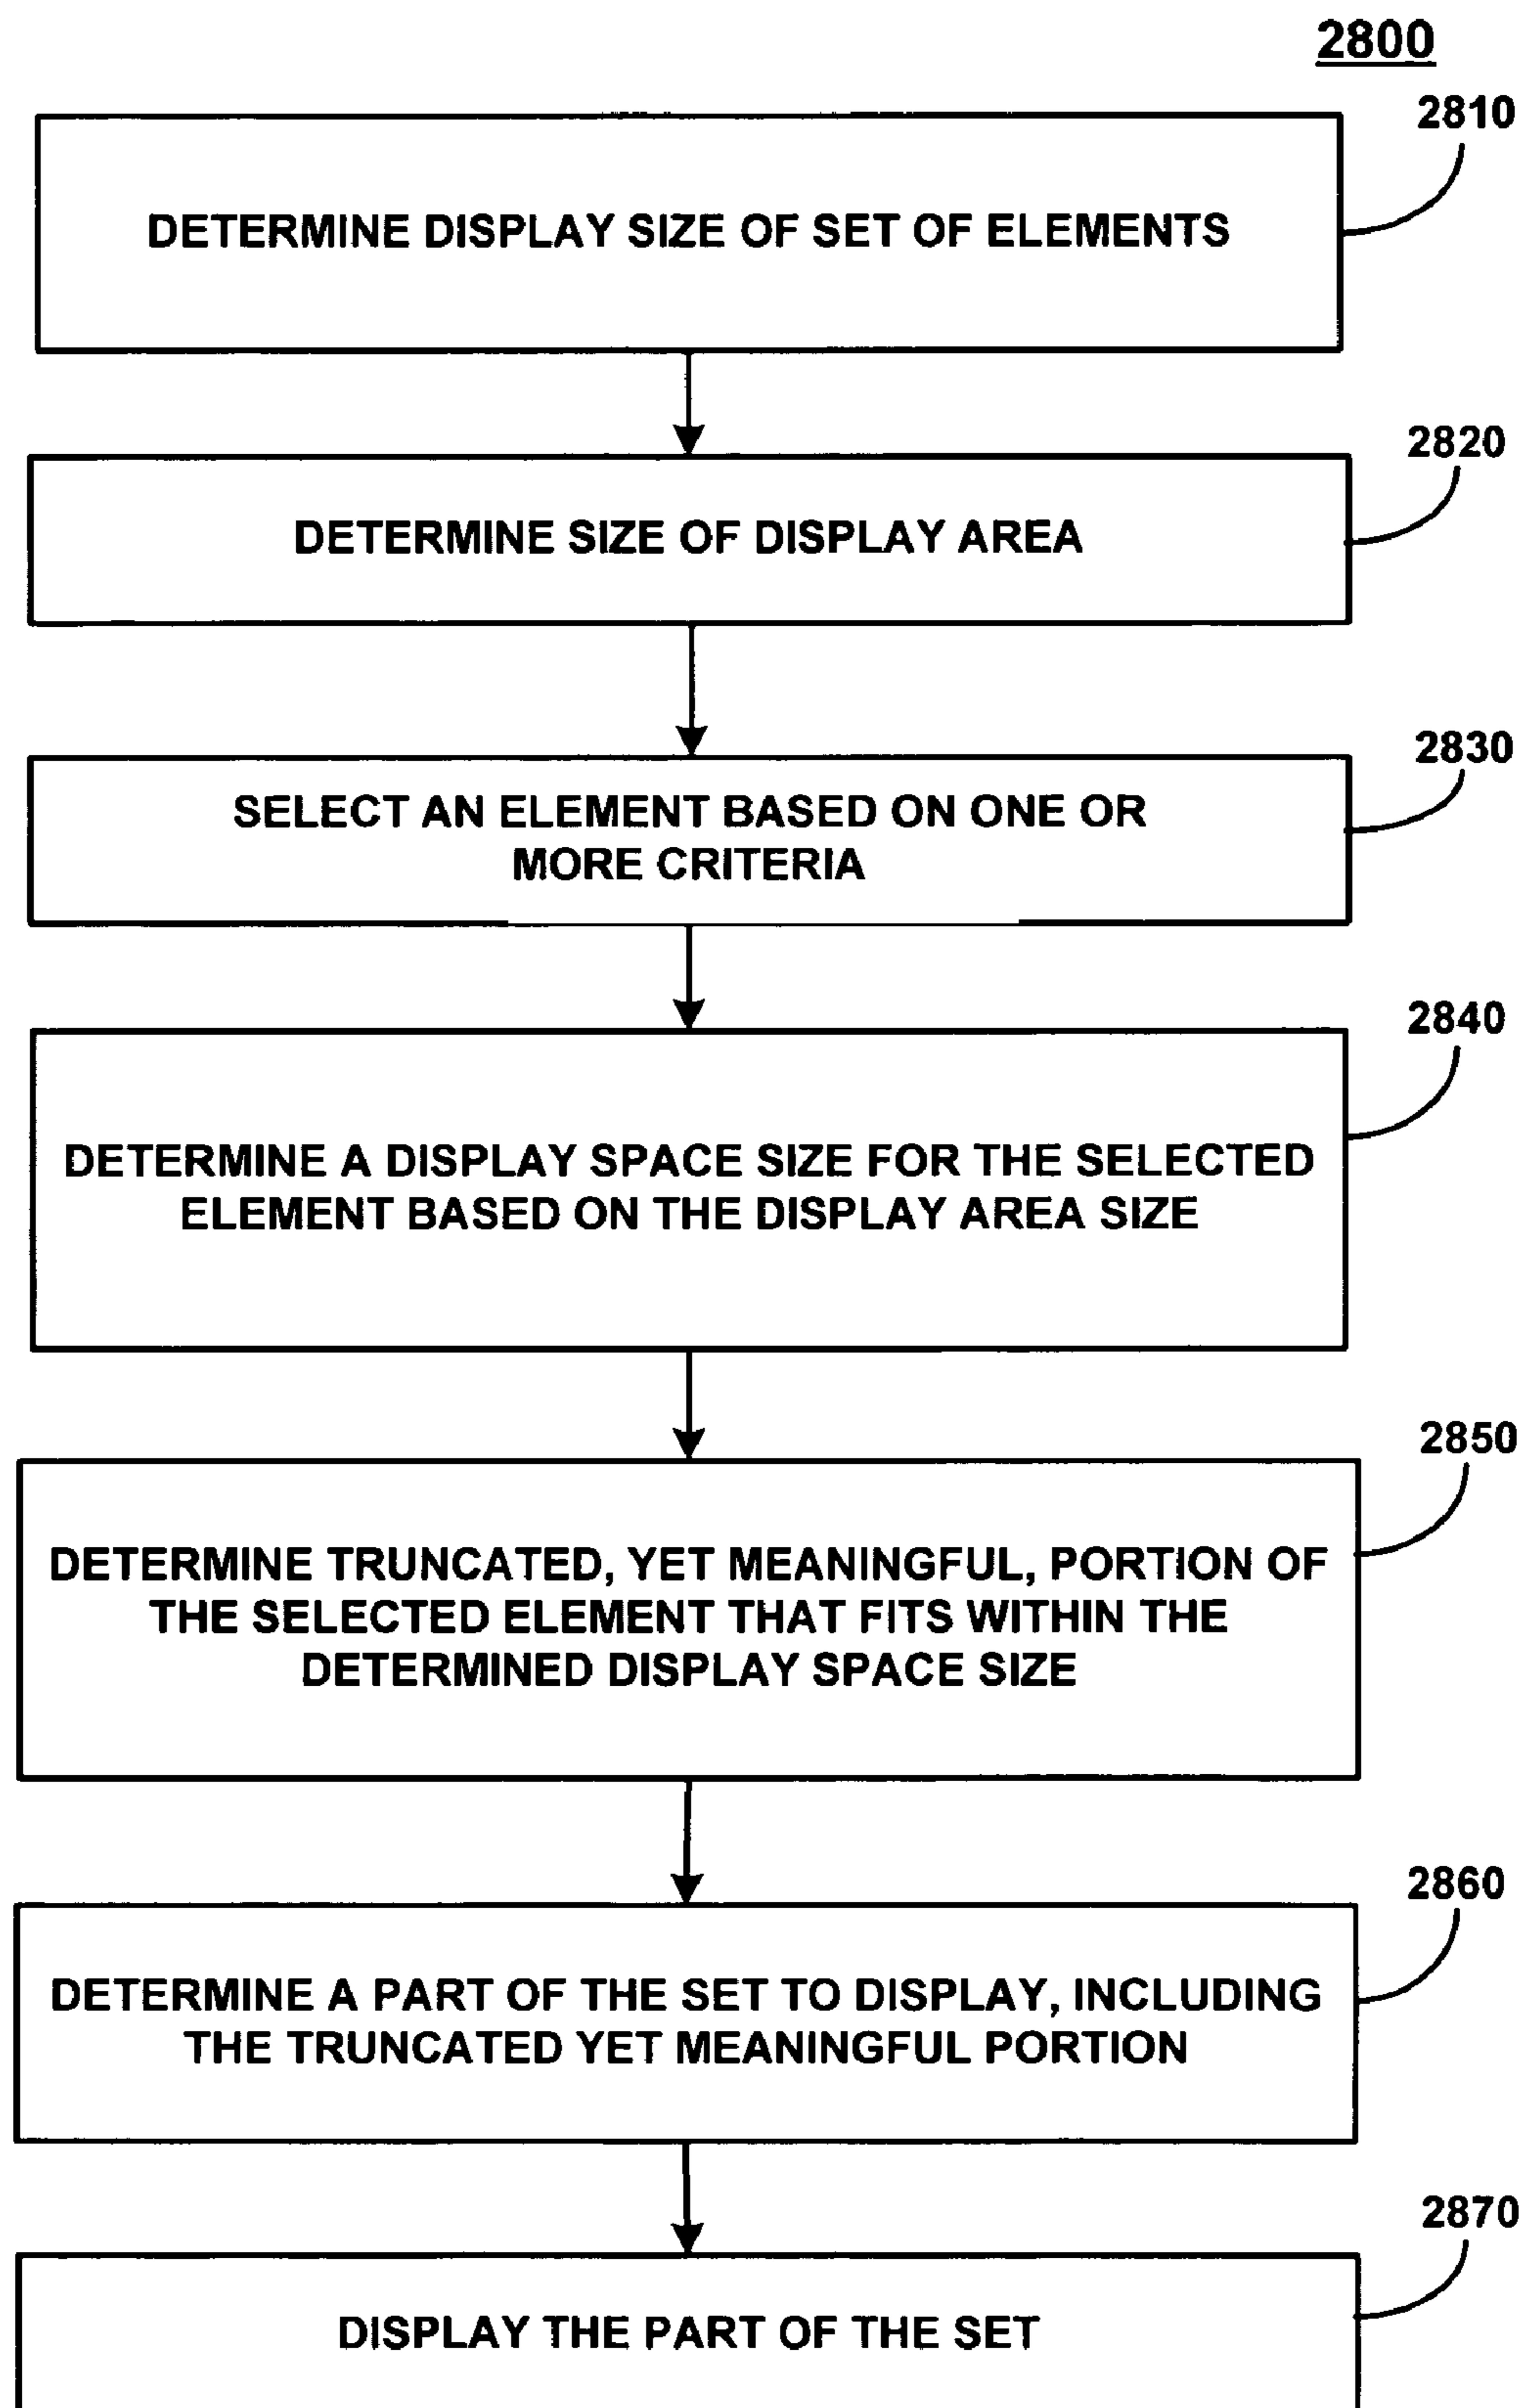 2800
2810
DETERMINE DISPLAY SIZE OF SET OF ELEMENTS
2820
DETERMINE SIZE OF DISPLAY AREA
2830
SELECT AN ELEMENT BASED ON ONE OR
MORE CRITERIA
2840
DETERMINE A DISPLAY SPACE SIZE FOR THE SELECTED
ELEMENT BASED ON THE DISPLAY AREA SIZE
2850
DETERMINE TRUNCATED, YET MEANINGFUL, PORTION OF
THE SELECTED ELEMENT THAT FITS WITHIN THE
DETERMINED DISPLAY SPACE SIZE
2860
DETERMINE A PART OF THE SET TO DISPLAY, INCLUDING
THE TRUNCATED YET MEANINGFUL PORTION
2870
DISPLAY THE PART OF THE SET